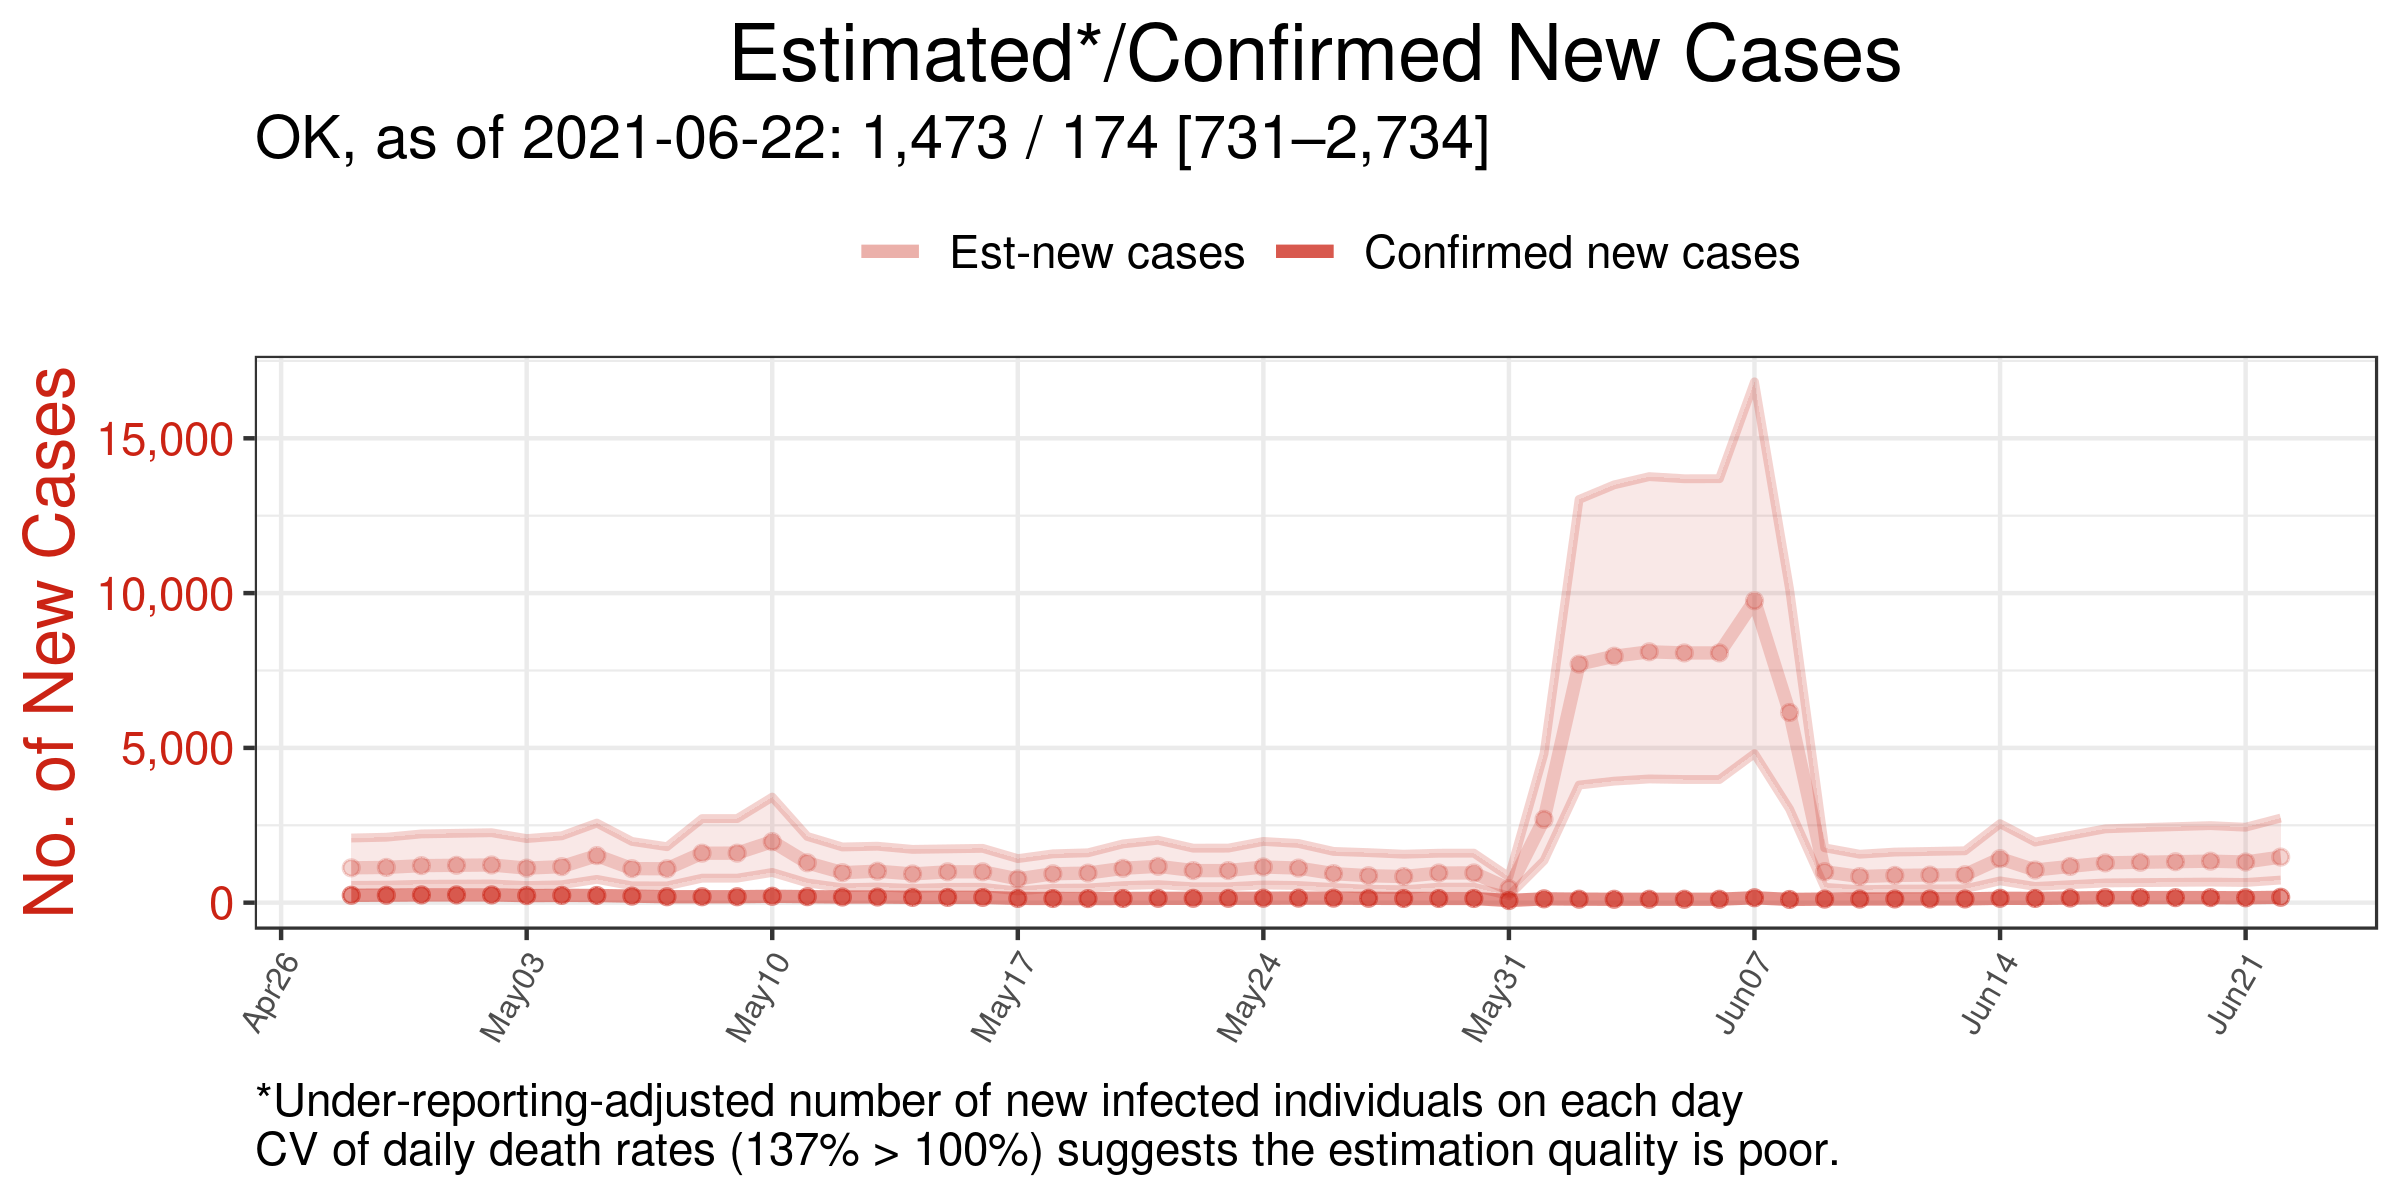 Estimated*/Confirmed New Cases
OK, as of 2021-06-22: 1,473 / 174 [731–2,734]
Est-new cases
Confirmed new cases
No. of New Cases
15,000
10,000
5,000
0
Apr26
May03
May10
May17
May24
May31
Jun07
Jun14
Jun21
*Under-reporting-adjusted number of new infected individuals on each day
CV of daily death rates (137% > 100%) suggests the estimation quality is poor.